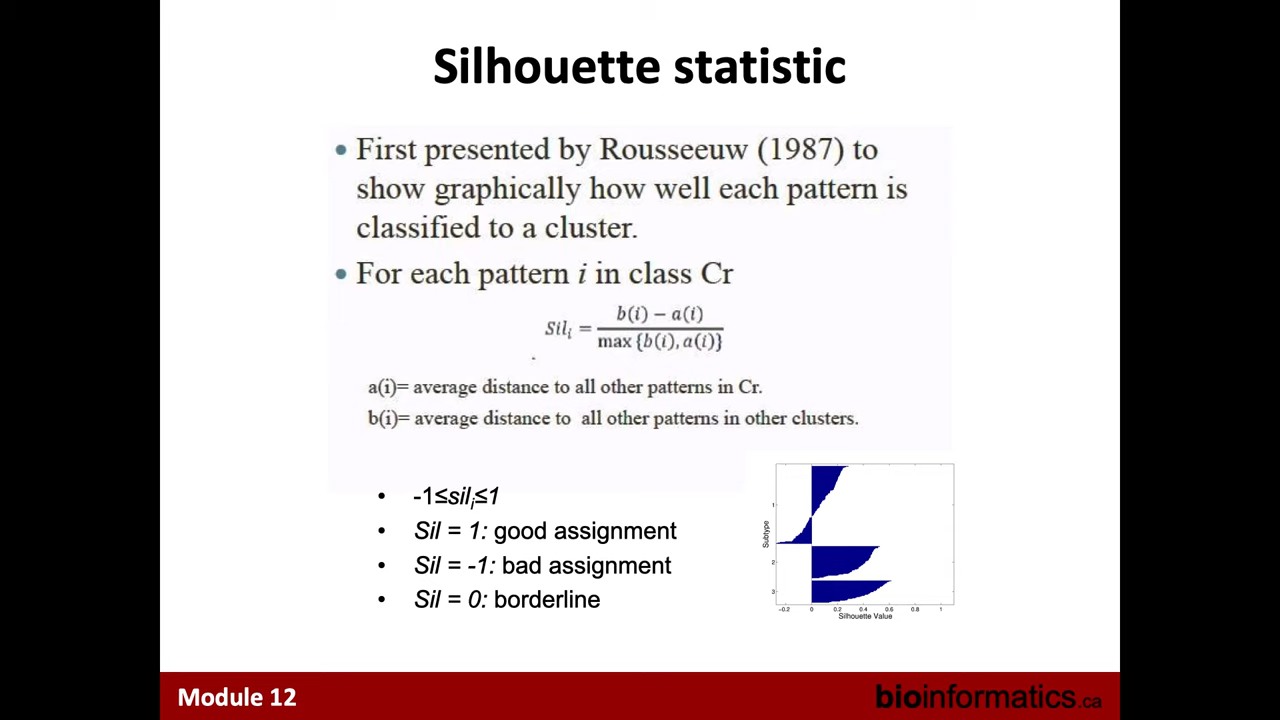 Silhouette statistic
• First presented by Rousseeuw (1987) to
show graphically how well each pattern is
classified to a cluster.
• For each pattern i in class Cr
Sil_i = \frac{b(i) − a(i)}{max {b(i), a(i)}}
a(i)= average distance to all other patterns in Cr.
b(i)= average distance to all other patterns in other clusters.
• -1≤sil_i≤1
• Sil = 1: good assignment
• Sil = -1: bad assignment
• Sil = 0: borderline
Subtype
1
2
3
-0.2 0 0.2 0.4 0.6 0.8 1
Silhouette Value
Module 12
bioinformatics.ca